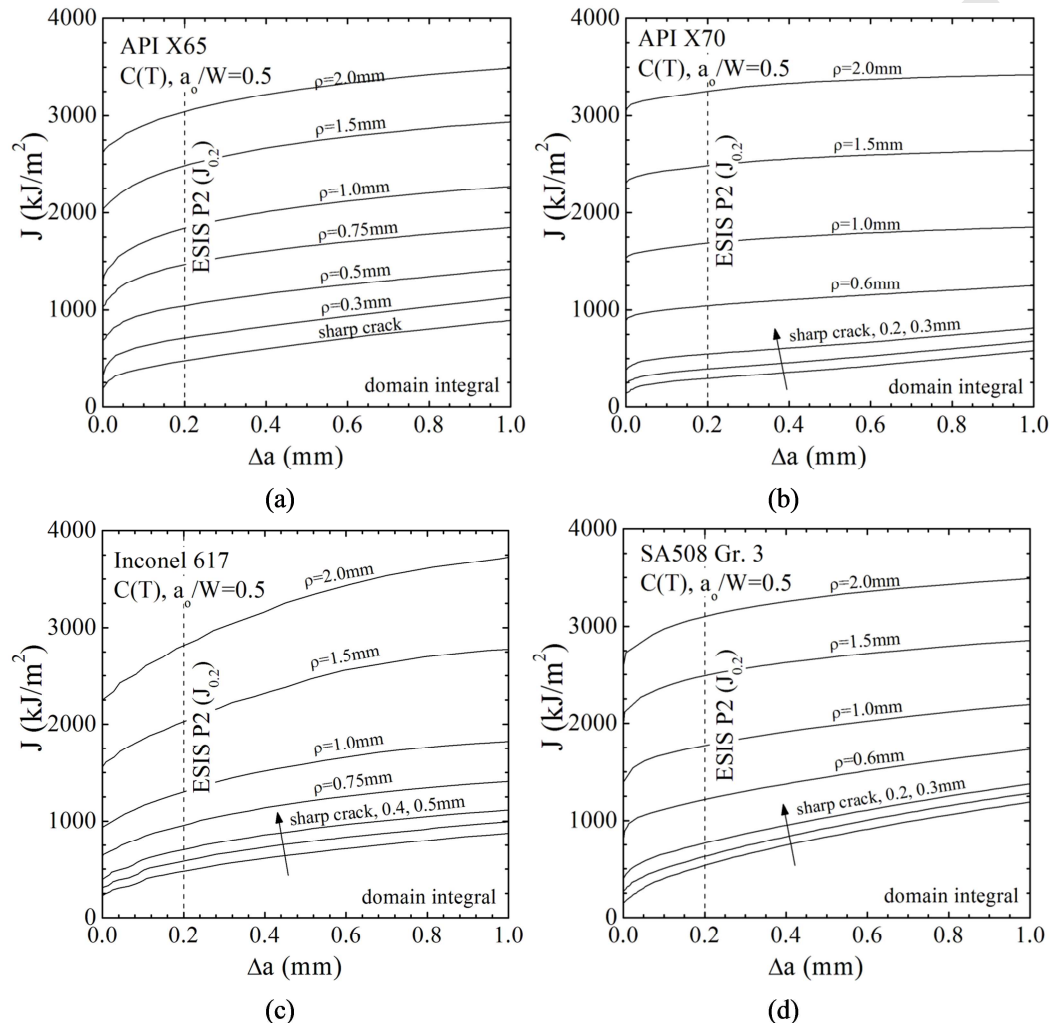 4000
3000
2000
1000
0
J (kJ/m²)
API X65
C(T), aₒ/W=0.5
ρ=2.0mm
ρ=1.5mm
ρ=1.0mm
ρ=0.75mm
ρ=0.5mm
ρ=0.3mm
sharp crack
ESIS P2 (J₀.₂)
domain integral
0.0 0.2 0.4 0.6 0.8 1.0
Δa (mm)
(a)
4000
3000
2000
1000
0
J (kJ/m²)
API X70
C(T), aₒ/W=0.5
ρ=2.0mm
ρ=1.5mm
ρ=1.0mm
ρ=0.6mm
sharp crack, 0.2, 0.3mm
ESIS P2 (J₀.₂)
domain integral
0.0 0.2 0.4 0.6 0.8 1.0
Δa (mm)
(b)
4000
3000
2000
1000
0
J (kJ/m²)
Inconel 617
C(T), aₒ/W=0.5
ρ=2.0mm
ρ=1.5mm
ρ=1.0mm
ρ=0.75mm
sharp crack, 0.4, 0.5mm
ESIS P2 (J₀.₂)
domain integral
0.0 0.2 0.4 0.6 0.8 1.0
Δa (mm)
(c)
4000
3000
2000
1000
0
J (kJ/m²)
SA508 Gr. 3
C(T), aₒ/W=0.5
ρ=2.0mm
ρ=1.5mm
ρ=1.0mm
ρ=0.6mm
sharp crack, 0.2, 0.3mm
ESIS P2 (J₀.₂)
domain integral
0.0 0.2 0.4 0.6 0.8 1.0
Δa (mm)
(d)